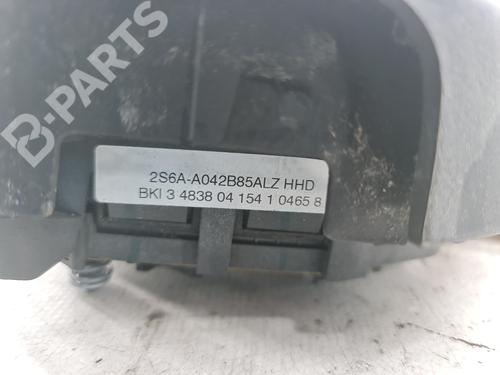 B-PARTS
2S6A-A042B85ALZ HHD
BKI 3 4838 04 154 1 0465 8